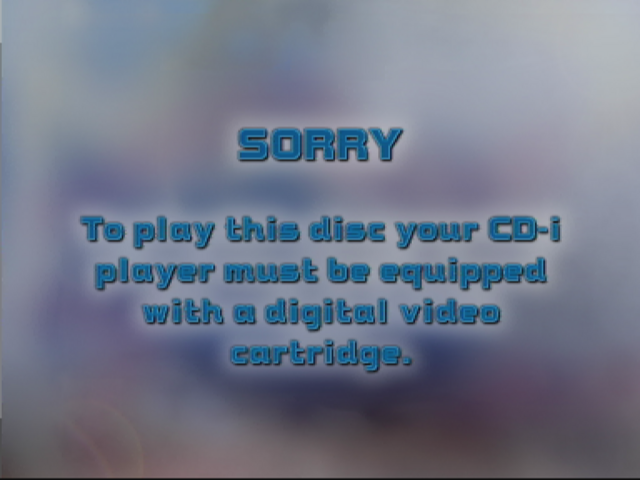 SORRY
To play this disc your CD-i
player must be equipped
with a digital video
cartridge.